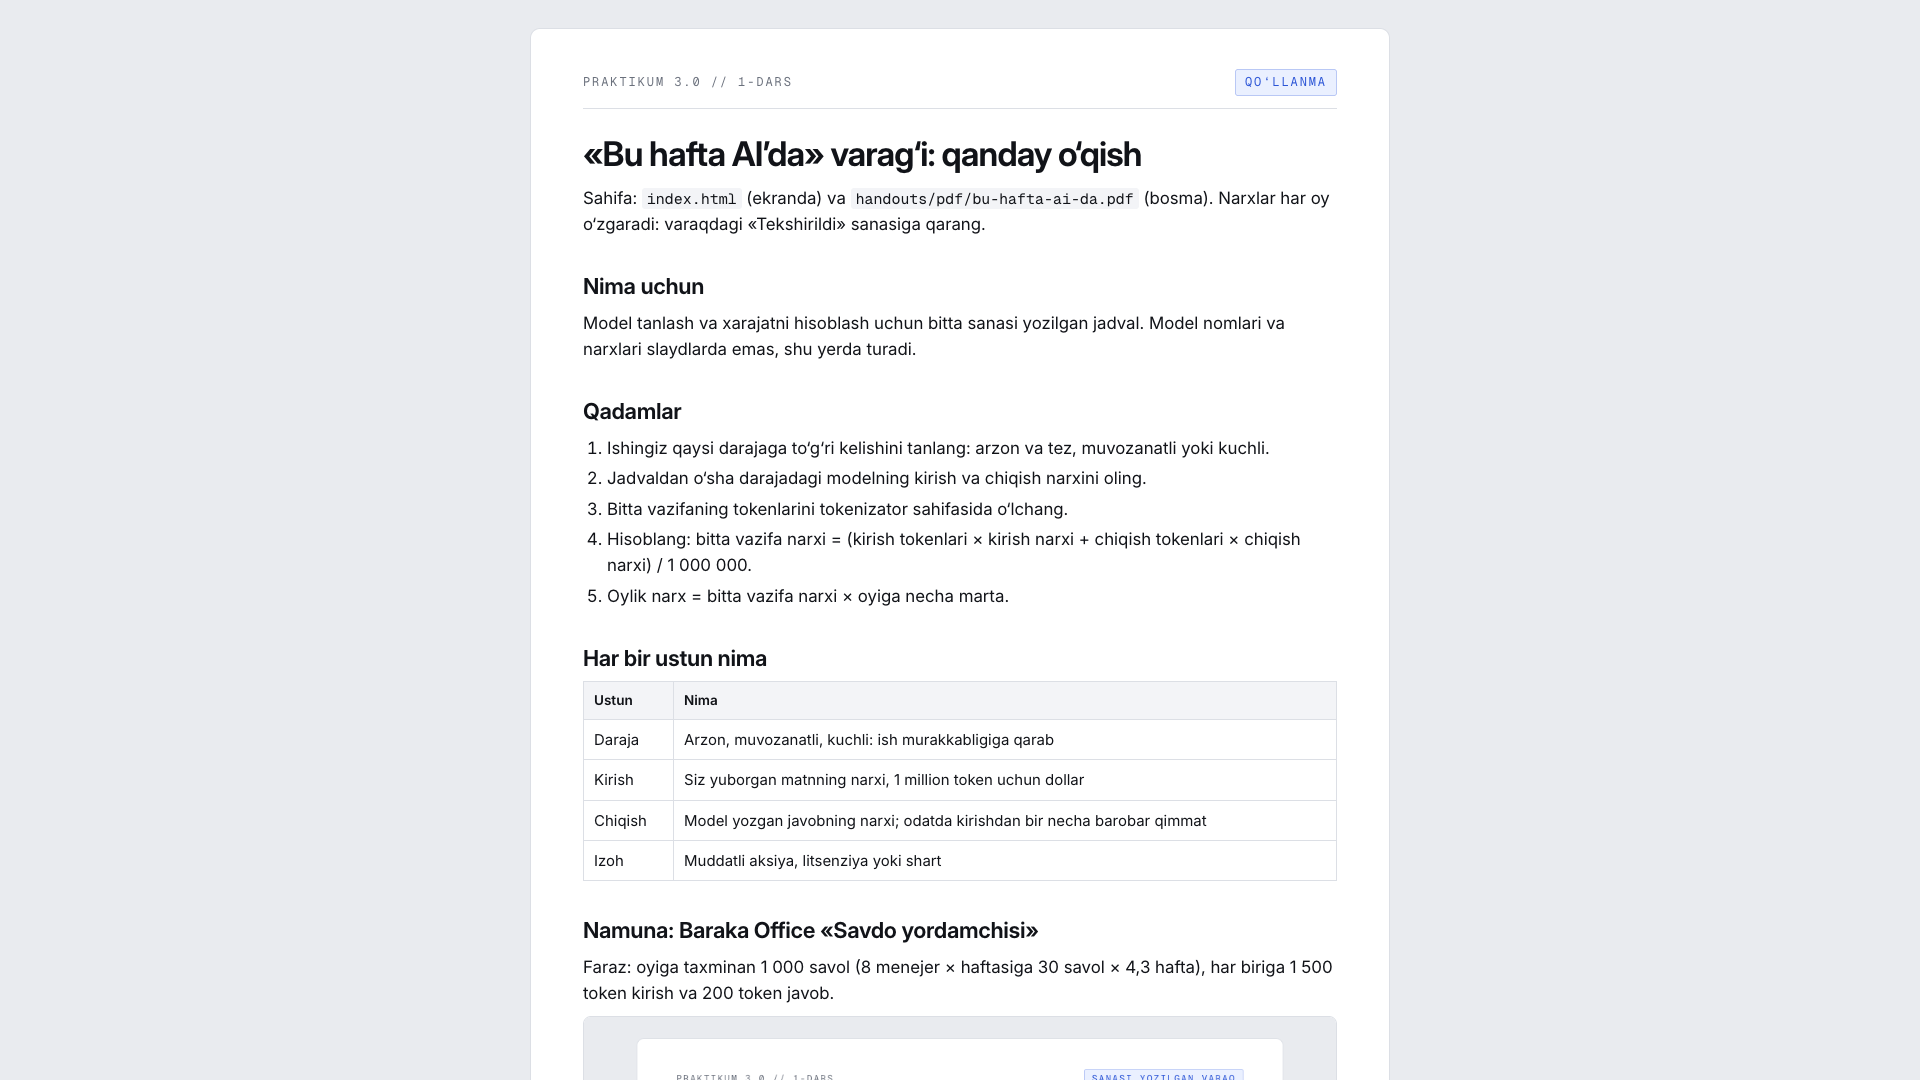 PRAKTIKUM 3.0 // 1-DARS
QO‘LLANMA
«Bu hafta AI’da» varag‘i: qanday o‘qish
Sahifa: index.html (ekranda) va handouts/pdf/bu-hafta-ai-da.pdf (bosma). Narxlar har oy
o‘zgaradi: varaqdagi «Tekshirildi» sanasiga qarang.
Nima uchun
Model tanlash va xarajatni hisoblash uchun bitta sanasi yozilgan jadval. Model nomlari va
narxlari slaydlarda emas, shu yerda turadi.
Qadamlar
1. Ishingiz qaysi darajaga to‘g‘ri kelishini tanlang: arzon va tez, muvozanatli yoki kuchli.
2. Jadvaldan o‘sha darajadagi modelning kirish va chiqish narxini oling.
3. Bitta vazifaning tokenlarini tokenizator sahifasida o‘lchang.
4. Hisoblang: bitta vazifa narxi = (kirish tokenlari × kirish narxi + chiqish tokenlari × chiqish
narxi) / 1 000 000.
5. Oylik narx = bitta vazifa narxi × oyiga necha marta.
Har bir ustun nima
Ustun Nima
Daraja Arzon, muvozanatli, kuchli: ish murakkabligiga qarab
Kirish Siz yuborgan matnning narxi, 1 million token uchun dollar
Chiqish Model yozgan javobning narxi; odatda kirishdan bir necha barobar qimmat
Izoh Muddatli aksiya, litsenziya yoki shart
Namuna: Baraka Office «Savdo yordamchisi»
Faraz: oyiga taxminan 1 000 savol (8 menejer × haftasiga 30 savol × 4,3 hafta), har biriga 1 500
token kirish va 200 token javob.
PRAKTIKUM 3.0 // 1-DARS
SANASI YOZILGAN VARAQ